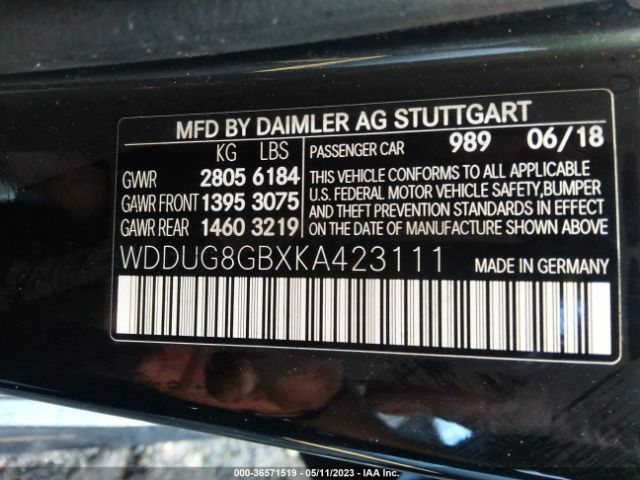 MFD BY DAIMLER AG STUTTGART
KG LBS
GVWR 2805 6184
GAWR FRONT 1395 3075
GAWR REAR 1460 3219
PASSENGER CAR 989 06/18
THIS VEHICLE CONFORMS TO ALL APPLICABLE
U.S. FEDERAL MOTOR VEHICLE SAFETY,BUMPER
AND THEFT PREVENTION STANDARDS IN EFFECT
ON THE DATE OF MANUFACTURE SHOWN ABOVE
WDDUG8GBXKA423111 MADE IN GERMANY
000-36571519 - 05/11/2023 - IAA Inc.